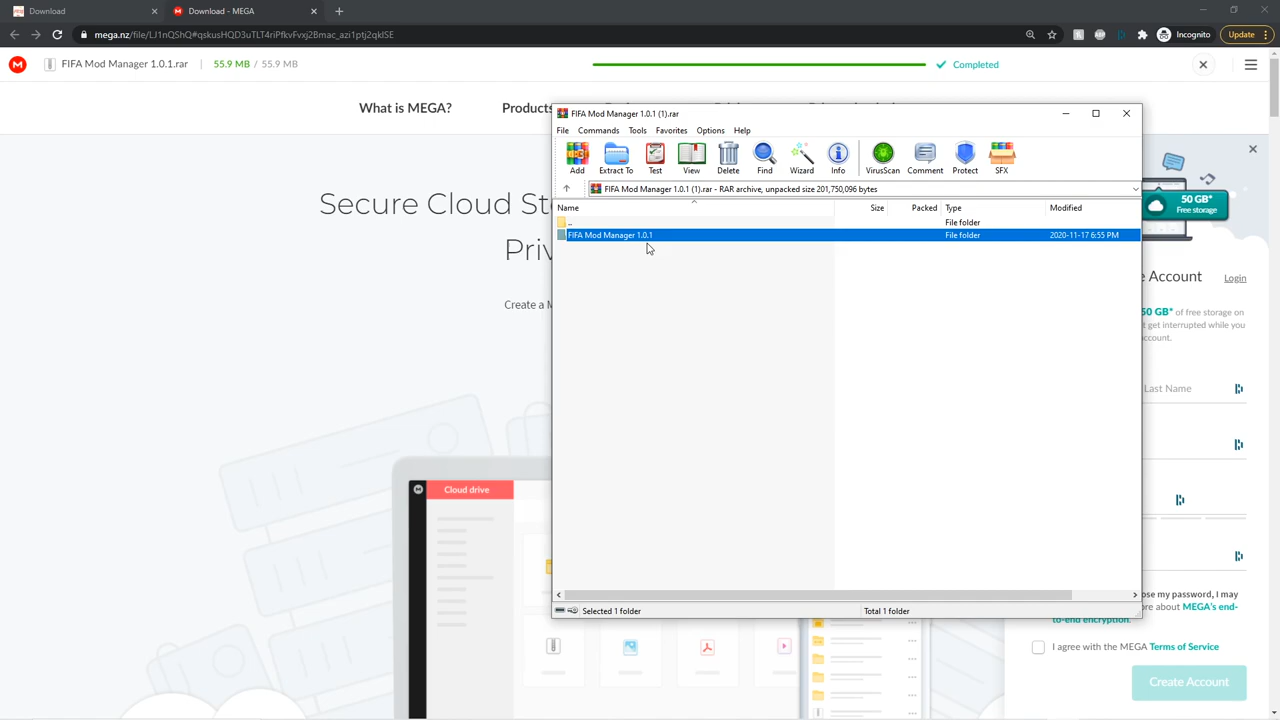 Download
Download - MEGA
mega.nz/file/LJ1nQShQ#qskusHQD3uTLT4riPfkvFvxj2Bmac_azi1ptj2qklSE
Incognito
Update
FIFA Mod Manager 1.0.1.rar
55.9 MB / 55.9 MB
Completed
What is MEGA?
Products
FIFA Mod Manager 1.0.1 (1).rar
File Commands Tools Favorites Options Help
Add Extract To Test View Delete Find Wizard Info VirusScan Comment Protect SFX
FIFA Mod Manager 1.0.1 (1).rar - RAR archive, unpacked size 201,750,096 bytes
Name Size Packed Type Modified
.. File folder
FIFA Mod Manager 1.0.1 File folder 2020-11-17 6:55 PM
Selected 1 folder
Total 1 folder
Secure Cloud
Create a
50 GB*
Free storage
Account
Login
50 GB* of free storage on
get interrupted while you
account.
Last Name
my password, I may
about MEGA's end-
to-end encryption.
I agree with the MEGA Terms of Service
Create Account
Cloud drive